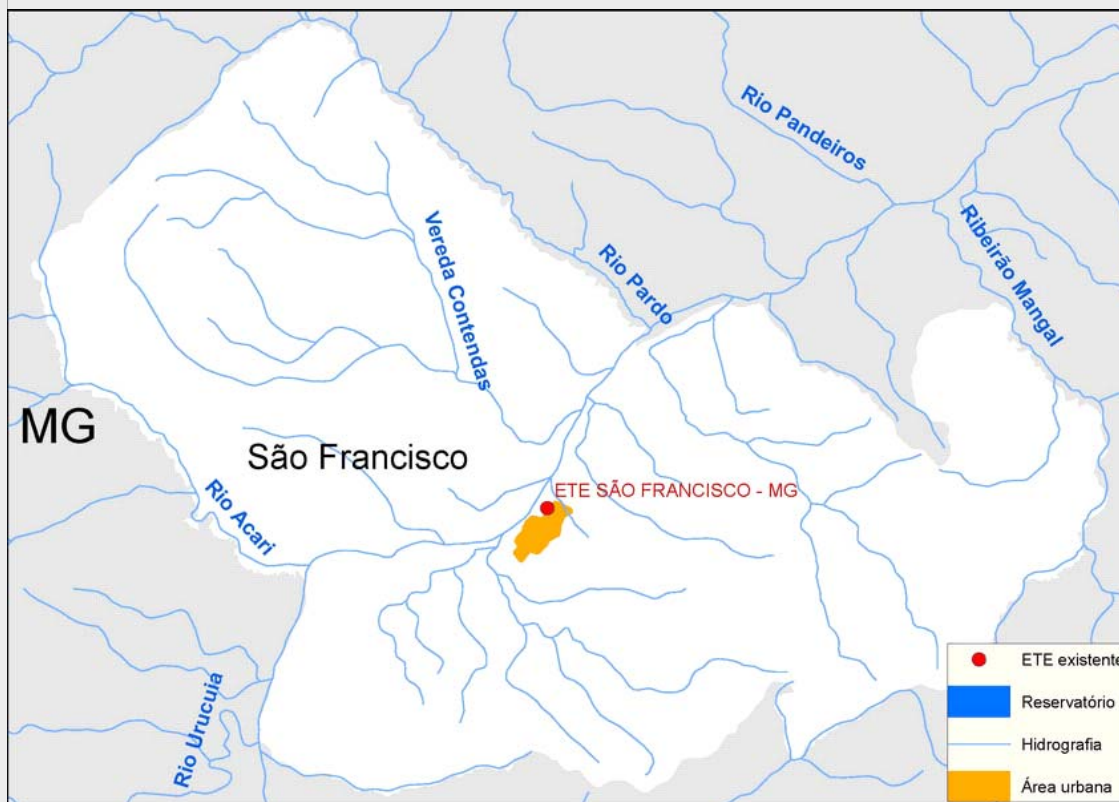 Rio Pandeiros
Ribeirão Mangal
Vereda Contendas
Rio Pardo
MG
São Francisco
ETE SÃO FRANCISCO - MG
Rio Acari
Rio Urucuia
ETE existente
Reservatório
Hidrografia
Área urbana